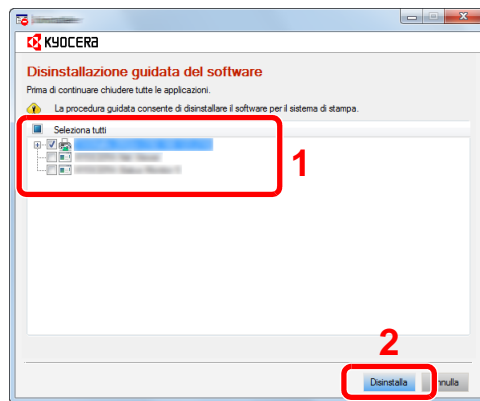 KYOCERA
Disinstallazione guidata del software
Prima di continuare chiudere tutte le applicazioni.
La procedura guidata consente di disinstallare il software per il sistema di stampa.
Seleziona tutti
1
2
Disinstalla nnulla